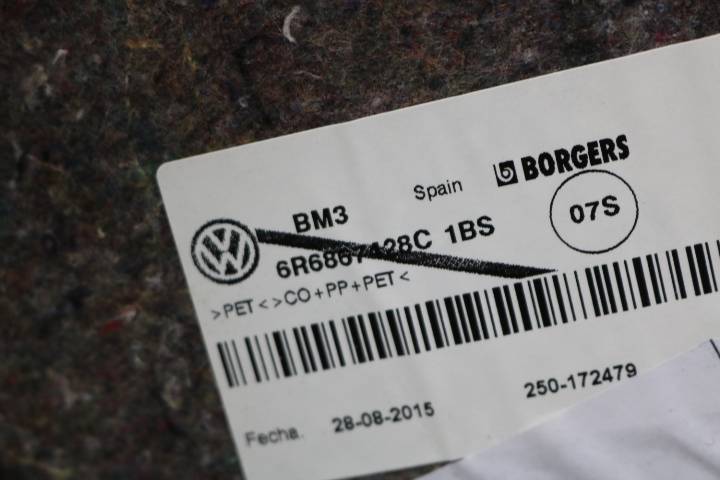 BORGERS
BM3
Spain
07S
6R6867428C 1BS
>PET< >CO+PP+PET<
Fecha. 28-08-2015
250-172479